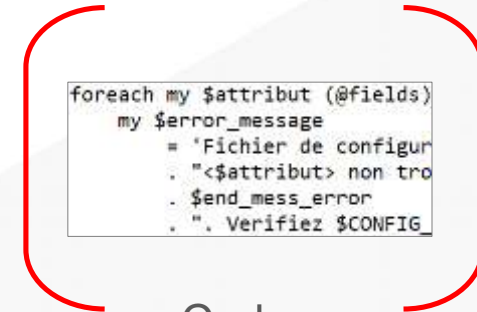 foreach my $attribut (@fields)
my $error_message
= 'Fichier de configur
. "<$attribut> non tro
. $end_mess_error
. ". Verifiez $CONFIG_